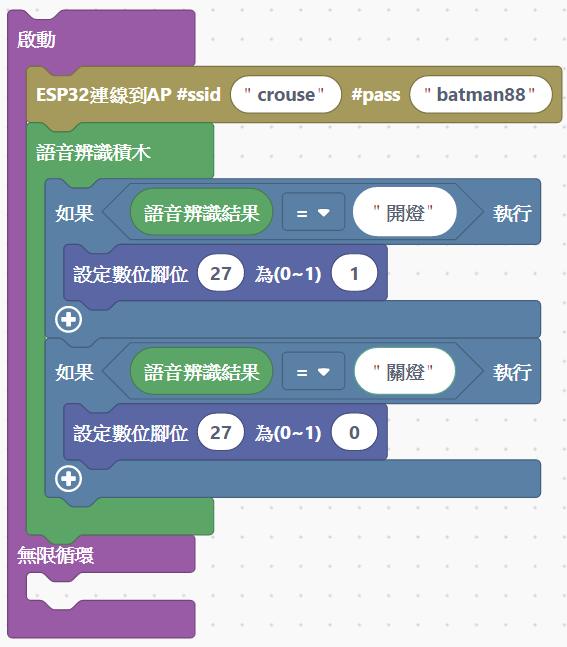 啟動
ESP32連線到AP #ssid " crouse" #pass " batman88"
語音辨識積木
如果 語音辨識結果 = " 開燈" 執行
設定數位腳位 27 為(0~1) 1
如果 語音辨識結果 = " 關燈" 執行
設定數位腳位 27 為(0~1) 0
無限循環